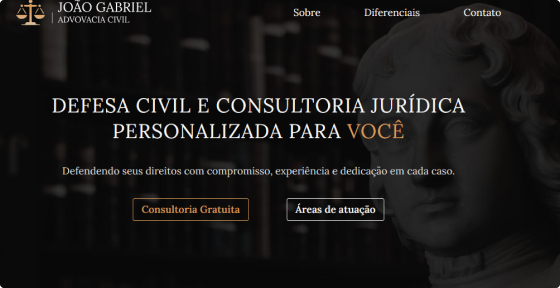 JOÃO GABRIEL
ADVOCACIA CIVIL
Sobre
Diferenciais
Contato
DEFESA CIVIL E CONSULTORIA JURÍDICA
PERSONALIZADA PARA VOCÊ
Defendendo seus direitos com compromisso, experiência e dedicação em cada caso.
Consultoria Gratuita
Áreas de atuação